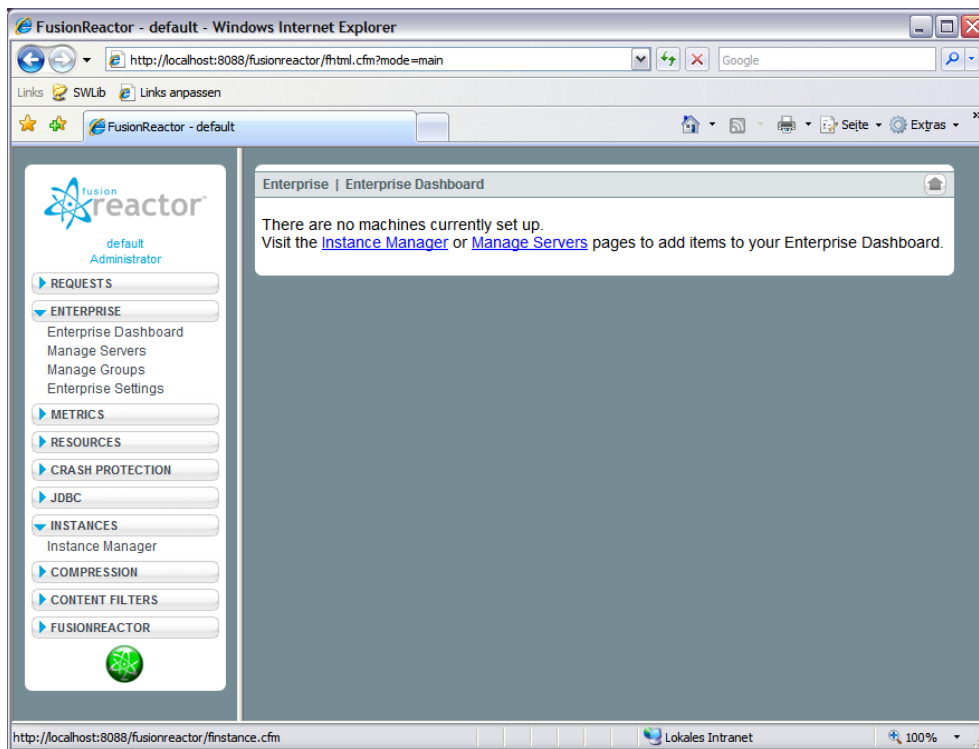 FusionReactor - default - Windows Internet Explorer
http://localhost:8088/fusionreactor/fhtml.cfm?mode=main
Google
Links SWLib Links anpassen
FusionReactor - default
Seite Extras
fusion
reactor
default
Administrator
REQUESTS
ENTERPRISE
Enterprise Dashboard
Manage Servers
Manage Groups
Enterprise Settings
METRICS
RESOURCES
CRASH PROTECTION
JDBC
INSTANCES
Instance Manager
COMPRESSION
CONTENT FILTERS
FUSIONREACTOR
Enterprise | Enterprise Dashboard
There are no machines currently set up.
Visit the Instance Manager or Manage Servers pages to add items to your Enterprise Dashboard.
http://localhost:8088/fusionreactor/finstance.cfm
Lokales Intranet
100%